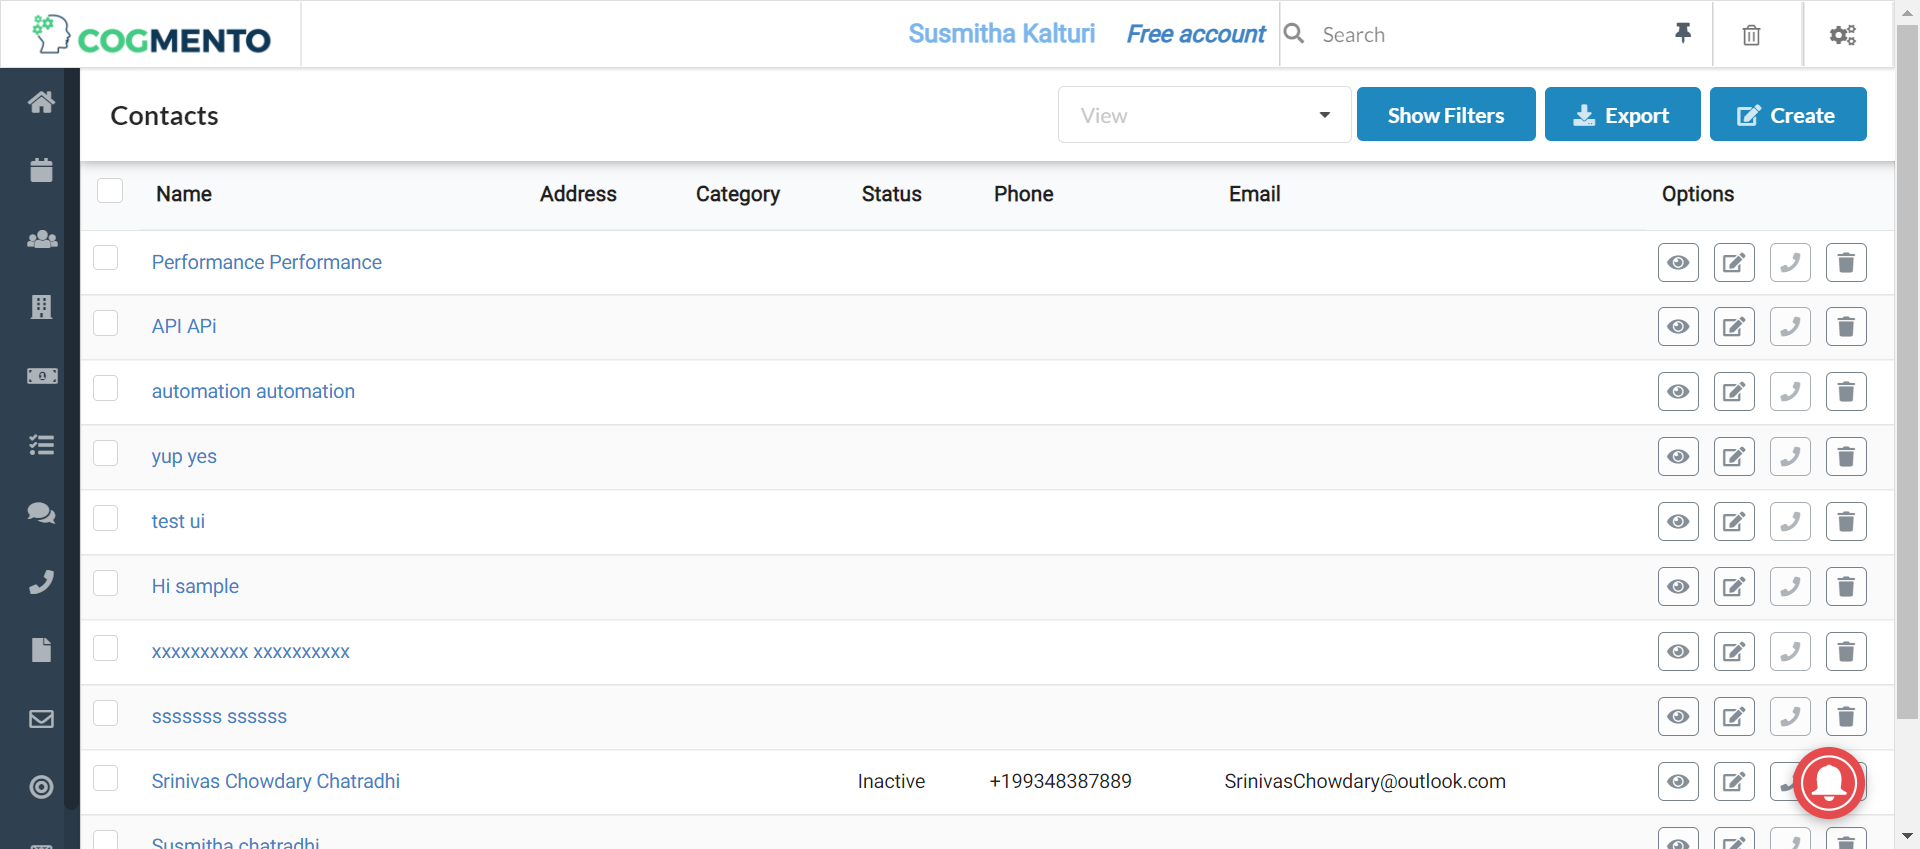 COGMENTO
Susmitha Kalturi Free account Search
Contacts View Show Filters Export Create
Name Address Category Status Phone Email Options
Performance Performance
API APi
automation automation
yup yes
test ui
Hi sample
xxxxxxxxxx xxxxxxxxxx
sssssss ssssss
Srinivas Chowdary Chatradhi Inactive +199348387889 SrinivasChowdary@outlook.com
Susmitha chatradhi